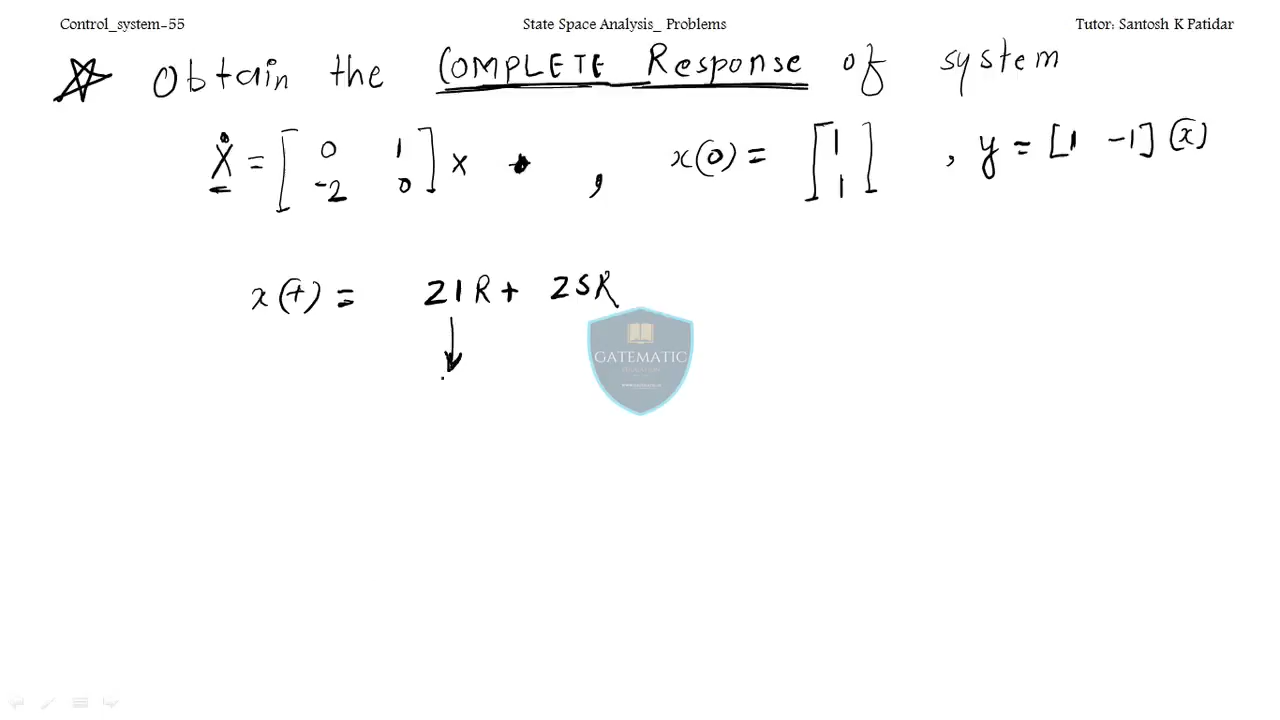 Control_system-55 State Space Analysis_ Problems Tutor: Santosh K Patidar
Obtain the COMPLETE Response of system
Ẋ = [0 1 -2 0] X , x(0) = [1 1] , y = [1 -1] (x)
x(t) = ZIR + ZSR
GATEMATIC
EDUCATION